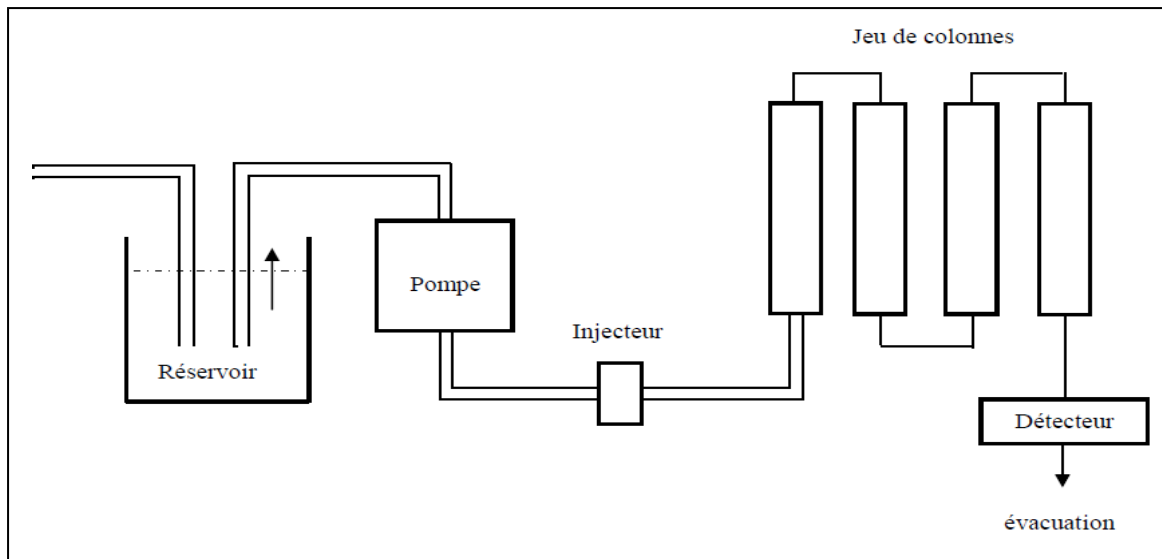 Jeu de colonnes
Pompe
Injecteur
Réservoir
Détecteur
évacuation